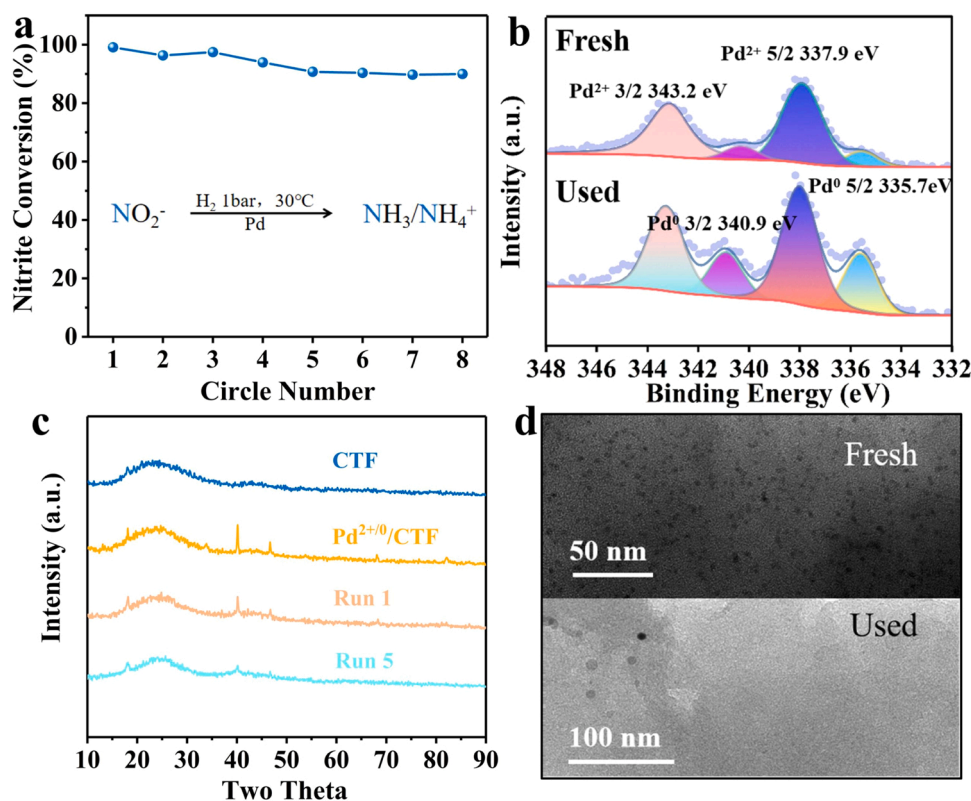 a
100
80
60
40
20
0
Nitrite Conversion (%)
NO₂⁻
H₂ 1bar, 30℃
Pd
NH₃/NH₄⁺
1 2 3 4 5 6 7 8
Circle Number
b
Fresh
Pd²⁺ 5/2 337.9 eV
Pd²⁺ 3/2 343.2 eV
Used
Pd⁰ 5/2 335.7eV
Pd⁰ 3/2 340.9 eV
Intensity (a.u.)
348 346 344 342 340 338 336 334 332
Binding Energy (eV)
c
CTF
Pd²⁺/⁰/CTF
Run 1
Run 5
Intensity (a.u.)
10 20 30 40 50 60 70 80 90
Two Theta
d
Fresh
50 nm
Used
100 nm